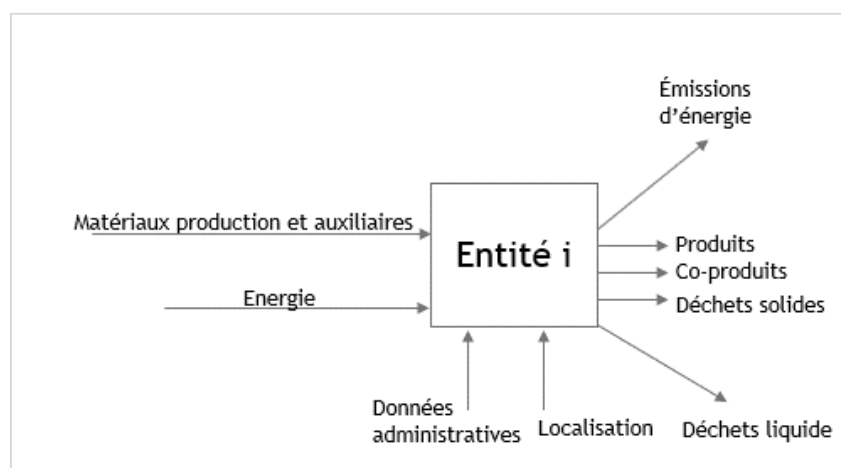 Émissions
d'énergie
Matériaux production et auxiliaires
Entité i
Produits
Co-produits
Energie
Déchets solides
Données
administratives
Localisation
Déchets liquide